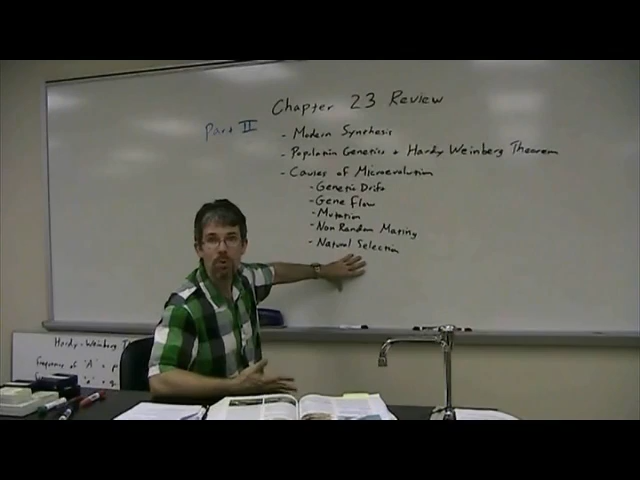 Chapter 23 Review
Part II
- Modern Synthesis
- Population Genetics + Hardy Weinberg Theorem
- Causes of Microevolution
- Genetic Drift
- Gene Flow
- Mutation
- Non Random Mating
- Natural Selection
Hardy-Weinberg
Frequency of "A" = p
"a" = q